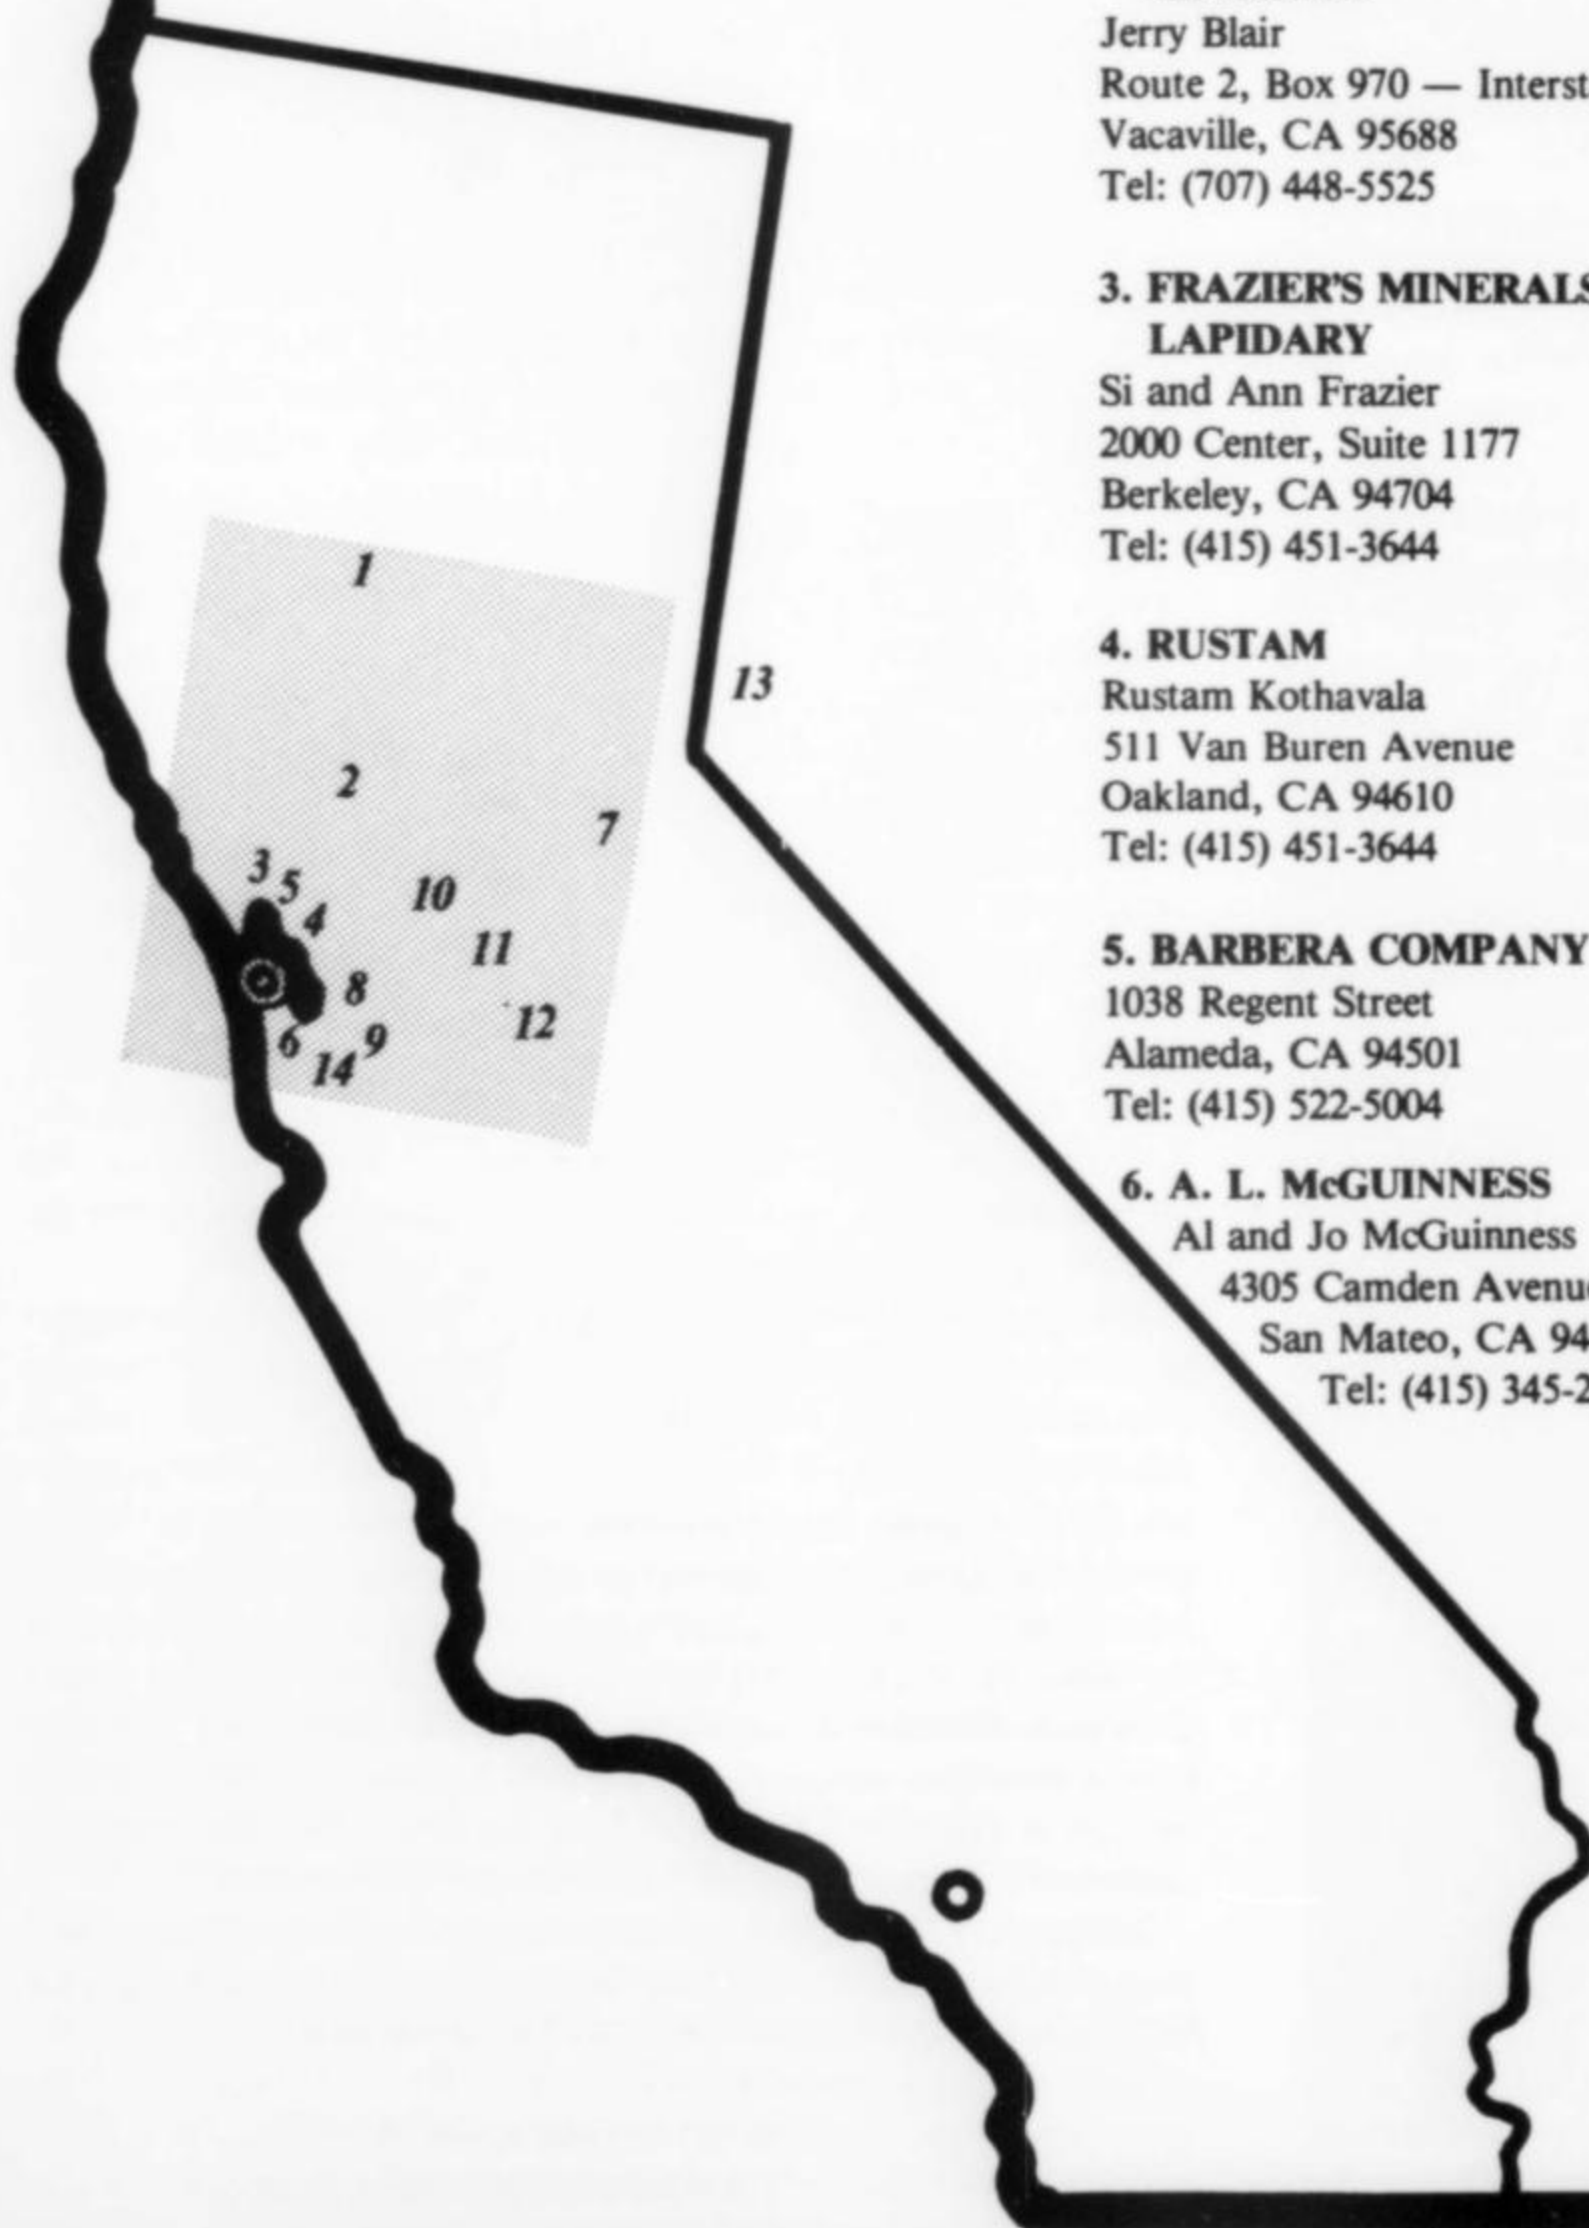 Jerry Blair
Route 2, Box 970 — Interst
Vacaville, CA 95688
Tel: (707) 448-5525
3. FRAZIER'S MINERALS
LAPIDARY
Si and Ann Frazier
2000 Center, Suite 1177
Berkeley, CA 94704
Tel: (415) 451-3644
4. RUSTAM
Rustam Kothavala
511 Van Buren Avenue
Oakland, CA 94610
Tel: (415) 451-3644
5. BARBERA COMPANY
1038 Regent Street
Alameda, CA 94501
Tel: (415) 522-5004
6. A. L. McGUINNESS
Al and Jo McGuinness
4305 Camden Avenue
San Mateo, CA 94
Tel: (415) 345-2
1
13
2
7
3
5
10
4
11
8
12
6
9
14